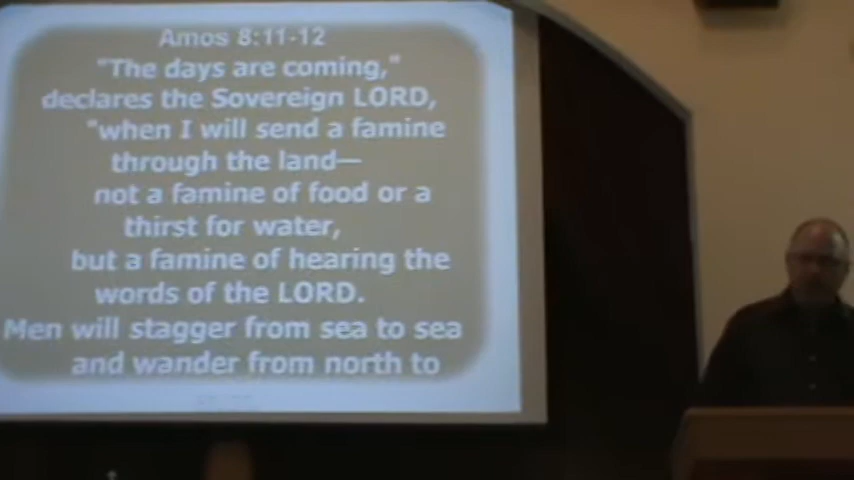 Amos 8:11-12
"The days are coming,"
declares the Sovereign LORD,
"when I will send a famine
through the land—
not a famine of food or a
thirst for water,
but a famine of hearing the
words of the LORD.
Men will stagger from sea to sea
and wander from north to